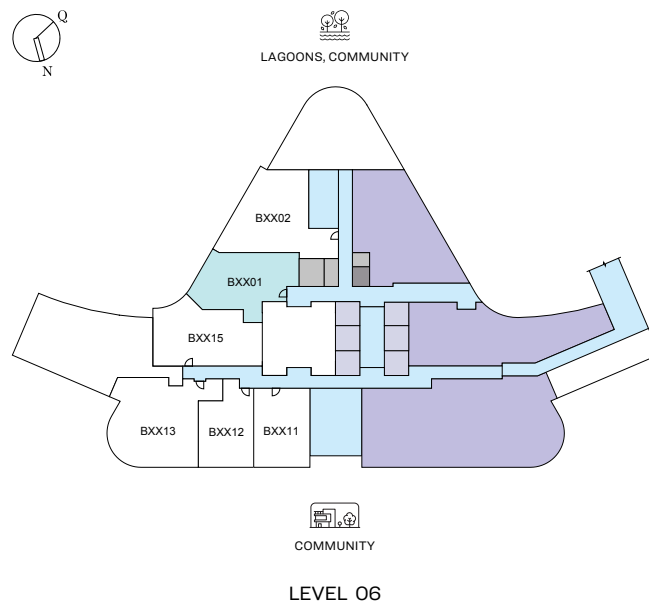 Q
N
LAGOONS, COMMUNITY
BXX02
BXX01
BXX15
BXX13
BXX12
BXX11
COMMUNITY
LEVEL 06